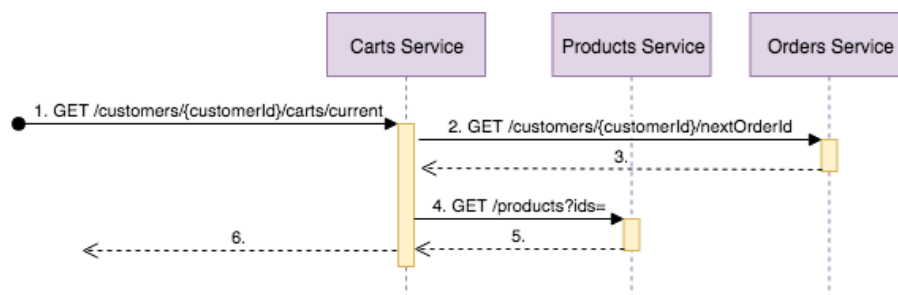 Carts Service
Products Service
Orders Service
1. GET /customers/{customerId}/carts/current
2. GET /customers/{customerId}/nextOrderId
3.
4. GET /products?ids=
5.
6.